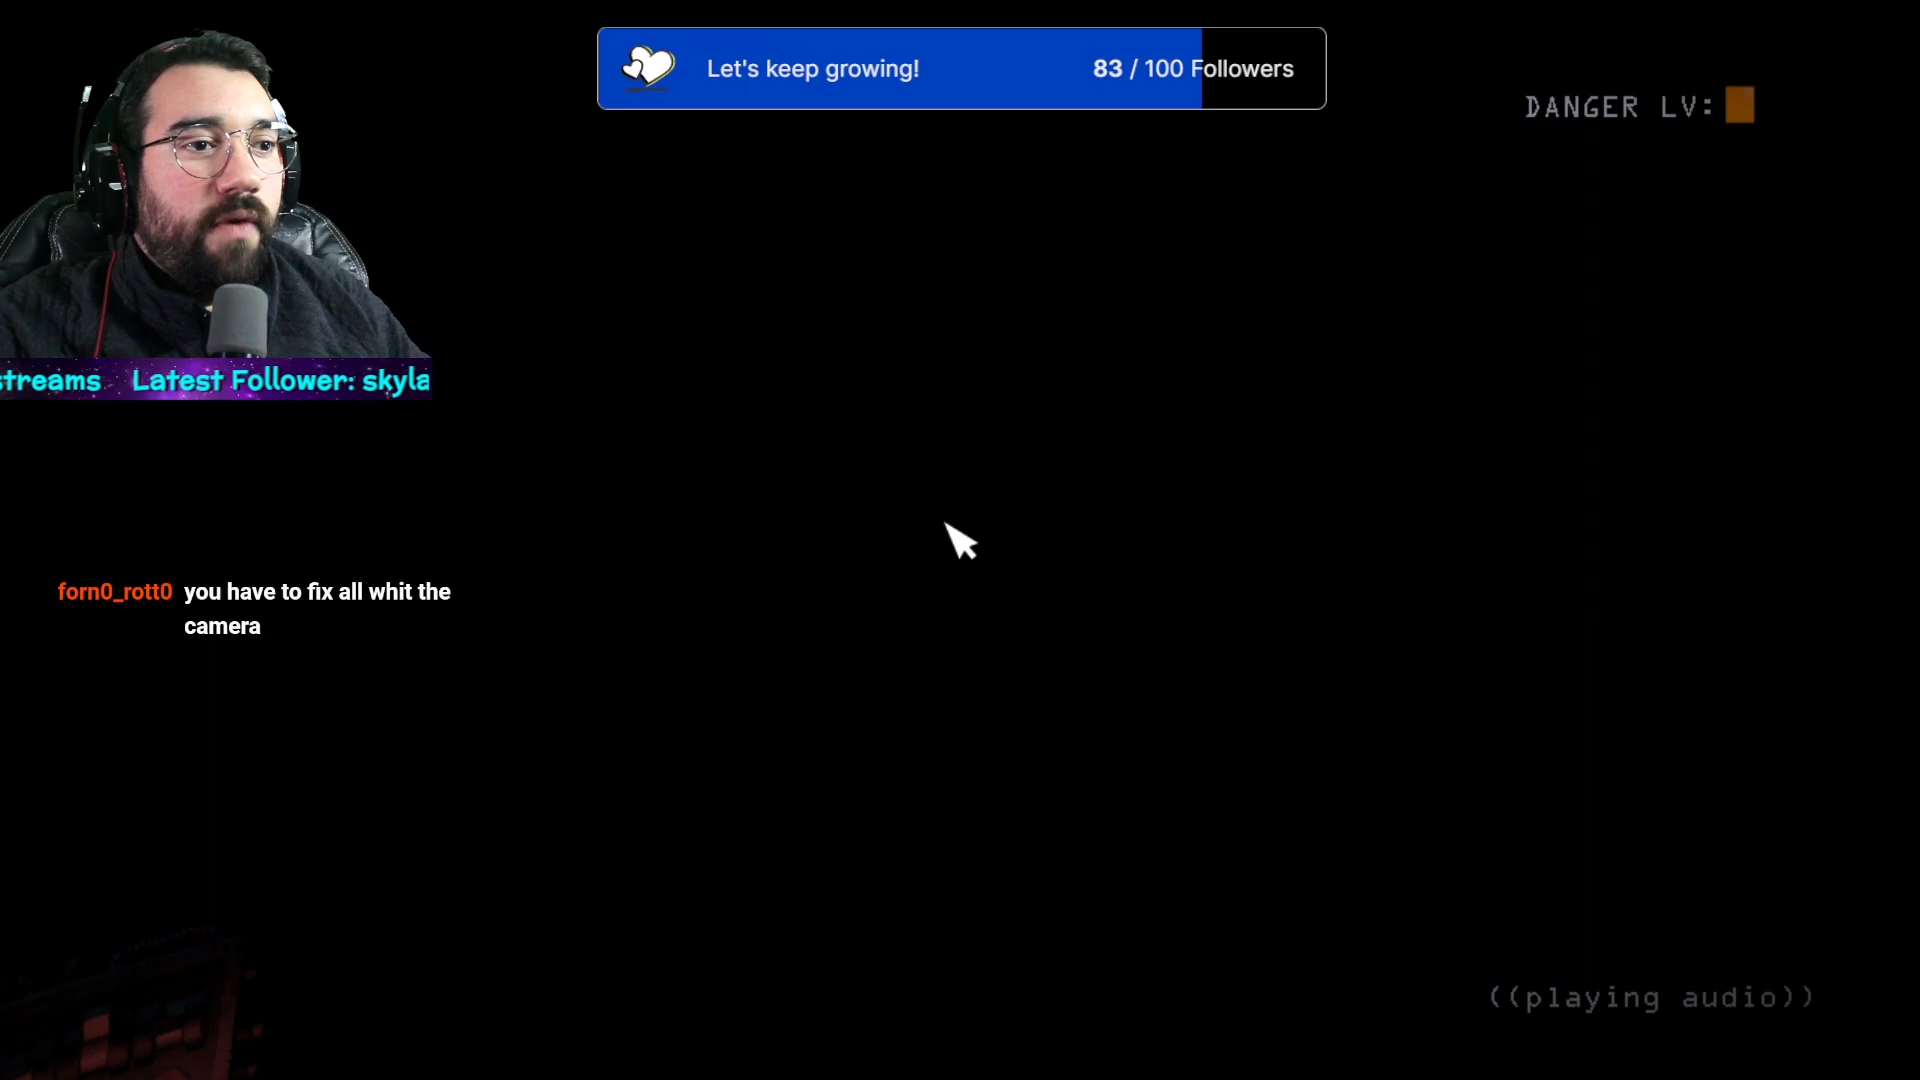 Let's keep growing! 83 / 100 Followers
DANGER LV:
streams Latest Follower: skyla
forn0_rott0 you have to fix all whit the
camera
((playing audio))